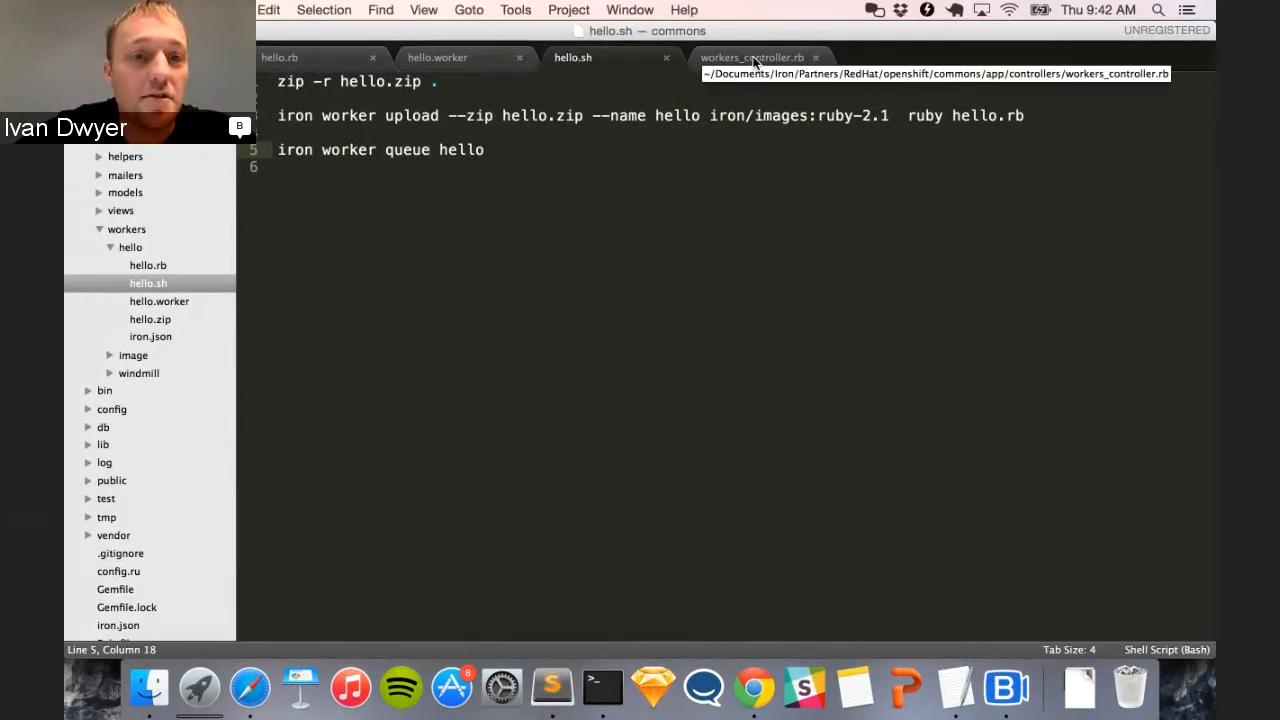 Edit Selection Find View Goto Tools Project Window Help Thu 9:42 AM
hello.sh — commons UNREGISTERED
hello.rb hello.worker hello.sh workers_controller.rb
~/Documents/Iron/Partners/RedHat/openshift/commons/app/controllers/workers_controller.rb
zip -r hello.zip .
iron worker upload --zip hello.zip --name hello iron/images:ruby-2.1  ruby hello.rb
Ivan Dwyer B
5 iron worker queue hello
6
helpers
mailers
models
views
workers
hello
hello.rb
hello.sh
hello.worker
hello.zip
iron.json
image
windmill
bin
config
db
lib
log
public
test
tmp
vendor
.gitignore
config.ru
Gemfile
Gemfile.lock
iron.json
Line 5, Column 18 Tab Size: 4 Shell Script (Bash)
8
S
>_
B